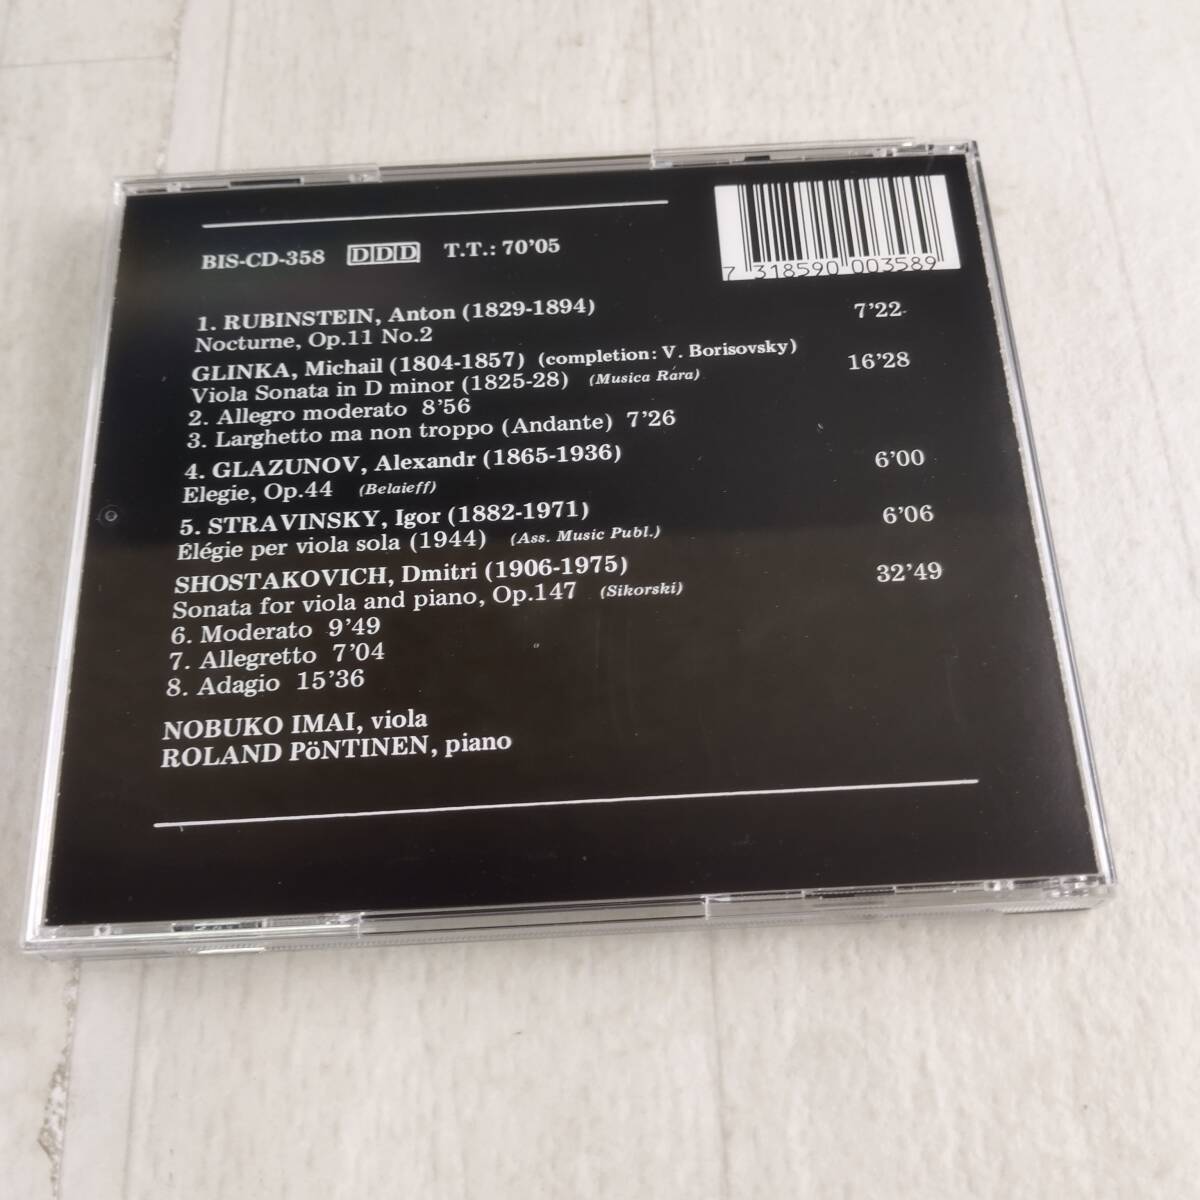 BIS-CD-358 DDD T.T.: 70'05
7 318590 003589
1. RUBINSTEIN, Anton (1829-1894) 7'22
Nocturne, Op.11 No.2
GLINKA, Michail (1804-1857) (completion: V. Borisovsky) 16'28
Viola Sonata in D minor (1825-28) (Musica Rara)
2. Allegro moderato 8'56
3. Larghetto ma non troppo (Andante) 7'26
4. GLAZUNOV, Alexandr (1865-1936) 6'00
Elegie, Op.44 (Belaieff)
5. STRAVINSKY, Igor (1882-1971) 6'06
Elégie per viola sola (1944) (Ass. Music Publ.)
SHOSTAKOVICH, Dmitri (1906-1975) 32'49
Sonata for viola and piano, Op.147 (Sikorski)
6. Moderato 9'49
7. Allegretto 7'04
8. Adagio 15'36
NOBUKO IMAI, viola
ROLAND PöNTINEN, piano